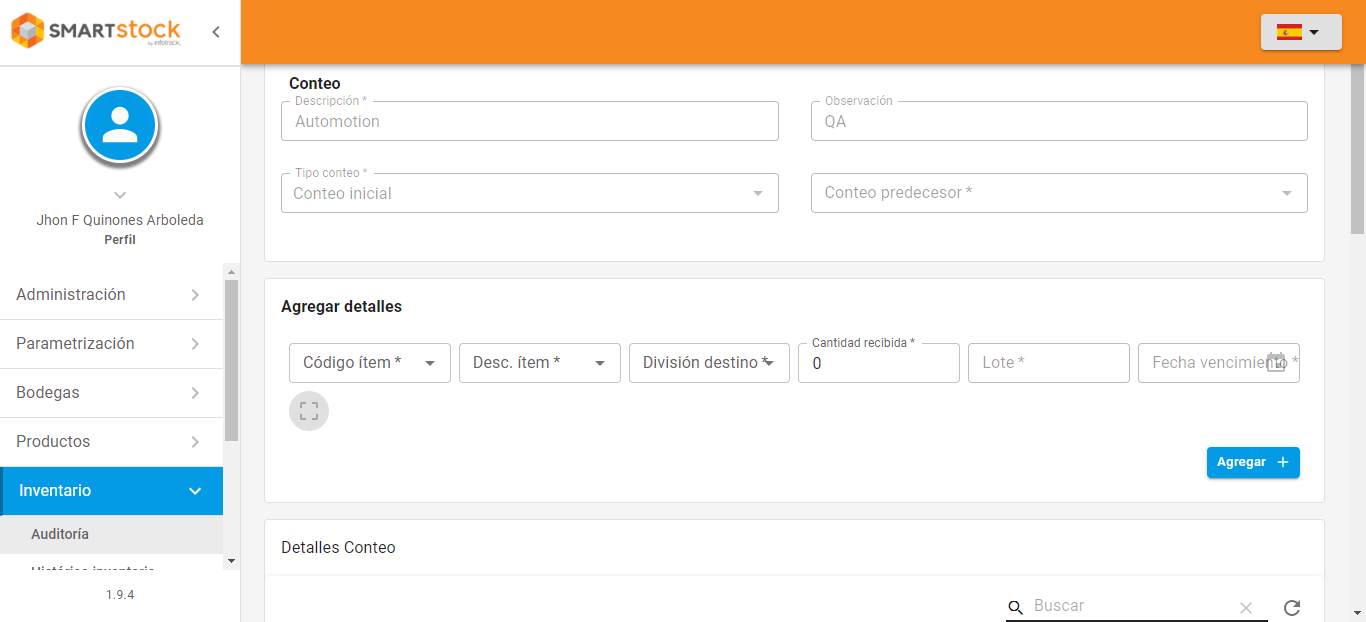 SMARTstock
by infotrack.
Conteo
Descripción *
Automotion
Observación
QA
Tipo conteo *
Conteo inicial
Conteo predecesor *
Jhon F Quinones Arboleda
Perfil
Administración
Parametrización
Bodegas
Productos
Inventario
Auditoría
Histórico inventario
1.9.4
Agregar detalles
Código ítem *
Desc. ítem *
División destino *
Cantidad recibida *
0
Lote *
Fecha vencimiento *
Agregar +
Detalles Conteo
Buscar